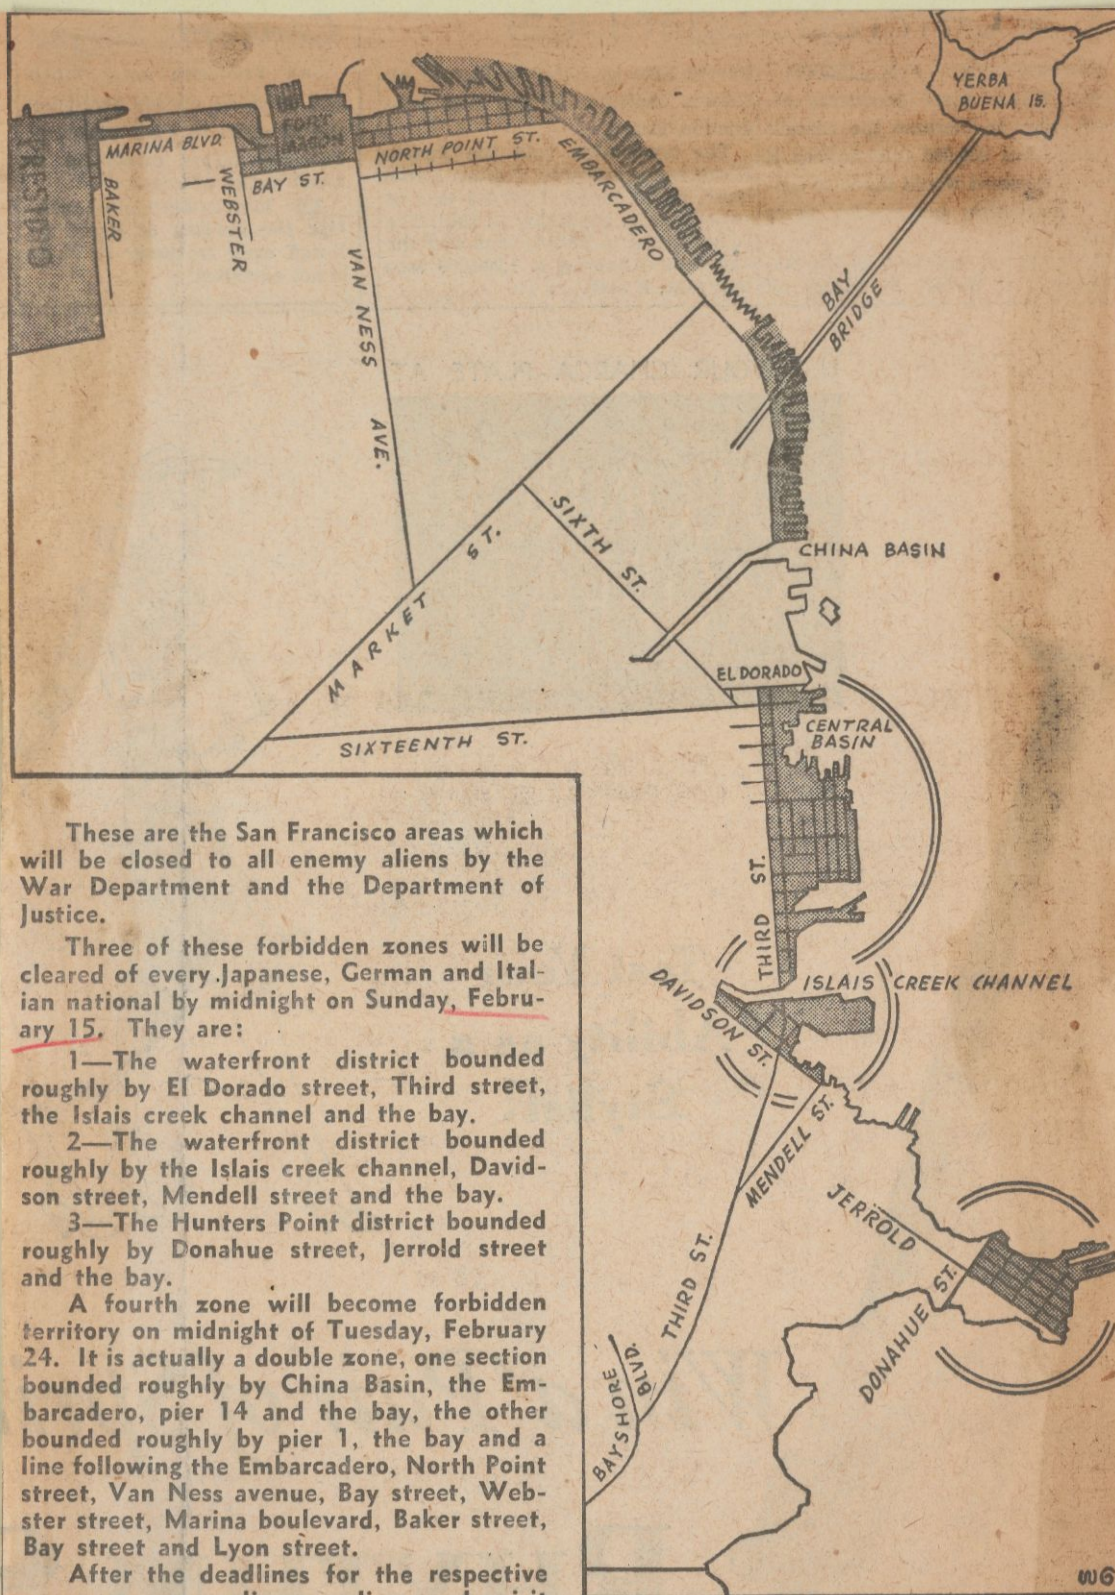 YERBA
BUENA IS.
PRESIDIO
MARINA BLVD.
FORT
MASON
NORTH POINT ST.
BAKER
WEBSTER
BAY ST.
EMBARCADERO
VAN NESS
AVE.
BAY
BRIDGE
MARKET ST.
SIXTH ST.
CHINA BASIN
EL DORADO
CENTRAL
BASIN
SIXTEENTH ST.
THIRD ST.
ISLAIS CREEK CHANNEL
DAVIDSON ST.
MENDELL ST.
JERROLD
THIRD ST.
DONAHUE ST.
BAYSHORE
BLVD.
These are the San Francisco areas which
will be closed to all enemy aliens by the
War Department and the Department of
Justice.
Three of these forbidden zones will be
cleared of every Japanese, German and Ital-
ian national by midnight on Sunday, Febru-
ary 15. They are:
1—The waterfront district bounded
roughly by El Dorado street, Third street,
the Islais creek channel and the bay.
2—The waterfront district bounded
roughly by the Islais creek channel, David-
son street, Mendell street and the bay.
3—The Hunters Point district bounded
roughly by Donahue street, Jerrold street
and the bay.
A fourth zone will become forbidden
territory on midnight of Tuesday, February
24. It is actually a double zone, one section
bounded roughly by China Basin, the Em-
barcadero, pier 14 and the bay, the other
bounded roughly by pier 1, the bay and a
line following the Embarcadero, North Point
street, Van Ness avenue, Bay street, Web-
ster street, Marina boulevard, Baker street,
Bay street and Lyon street.
After the deadlines for the respective